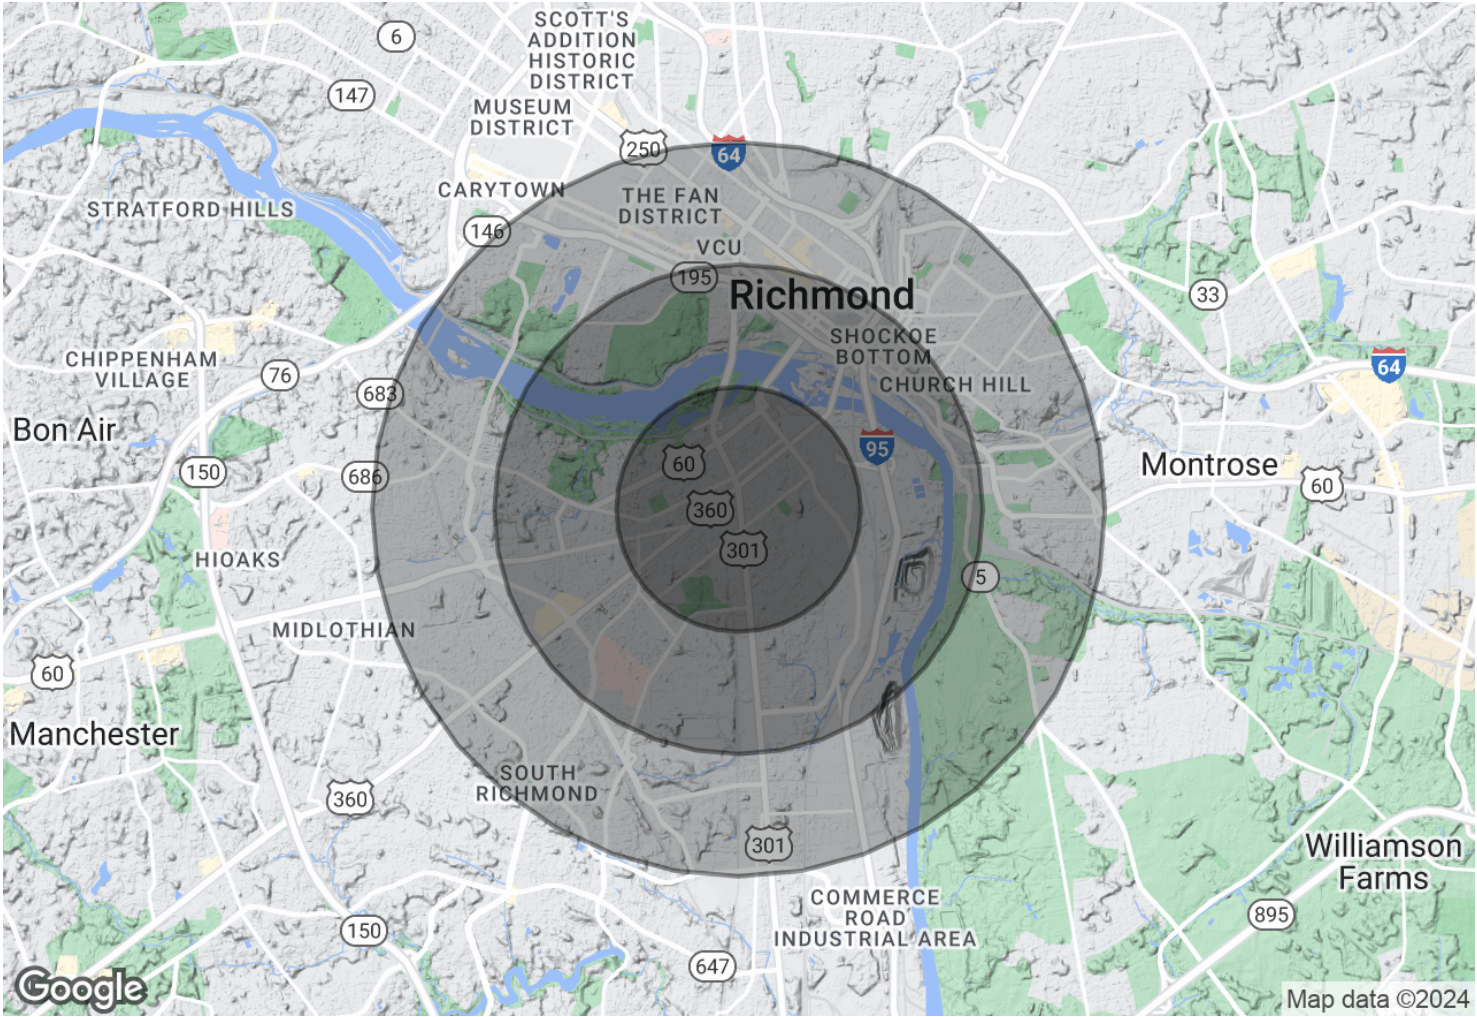 SCOTT'S
ADDITION
HISTORIC
DISTRICT
6
147
MUSEUM
DISTRICT
250
64
CARYTOWN
THE FAN
DISTRICT
STRATFORD HILLS
146
VCU
195
Richmond
33
SHOCKOE
BOTTOM
CHIPPENHAM
VILLAGE
76
683
CHURCH HILL
64
Bon Air
150
686
60
95
Montrose
60
360
301
HIOAKS
5
MIDLOTHIAN
60
Manchester
SOUTH
RICHMOND
360
301
Williamson
Farms
COMMERCE
ROAD
INDUSTRIAL AREA
895
150
647
Google
Map data ©2024